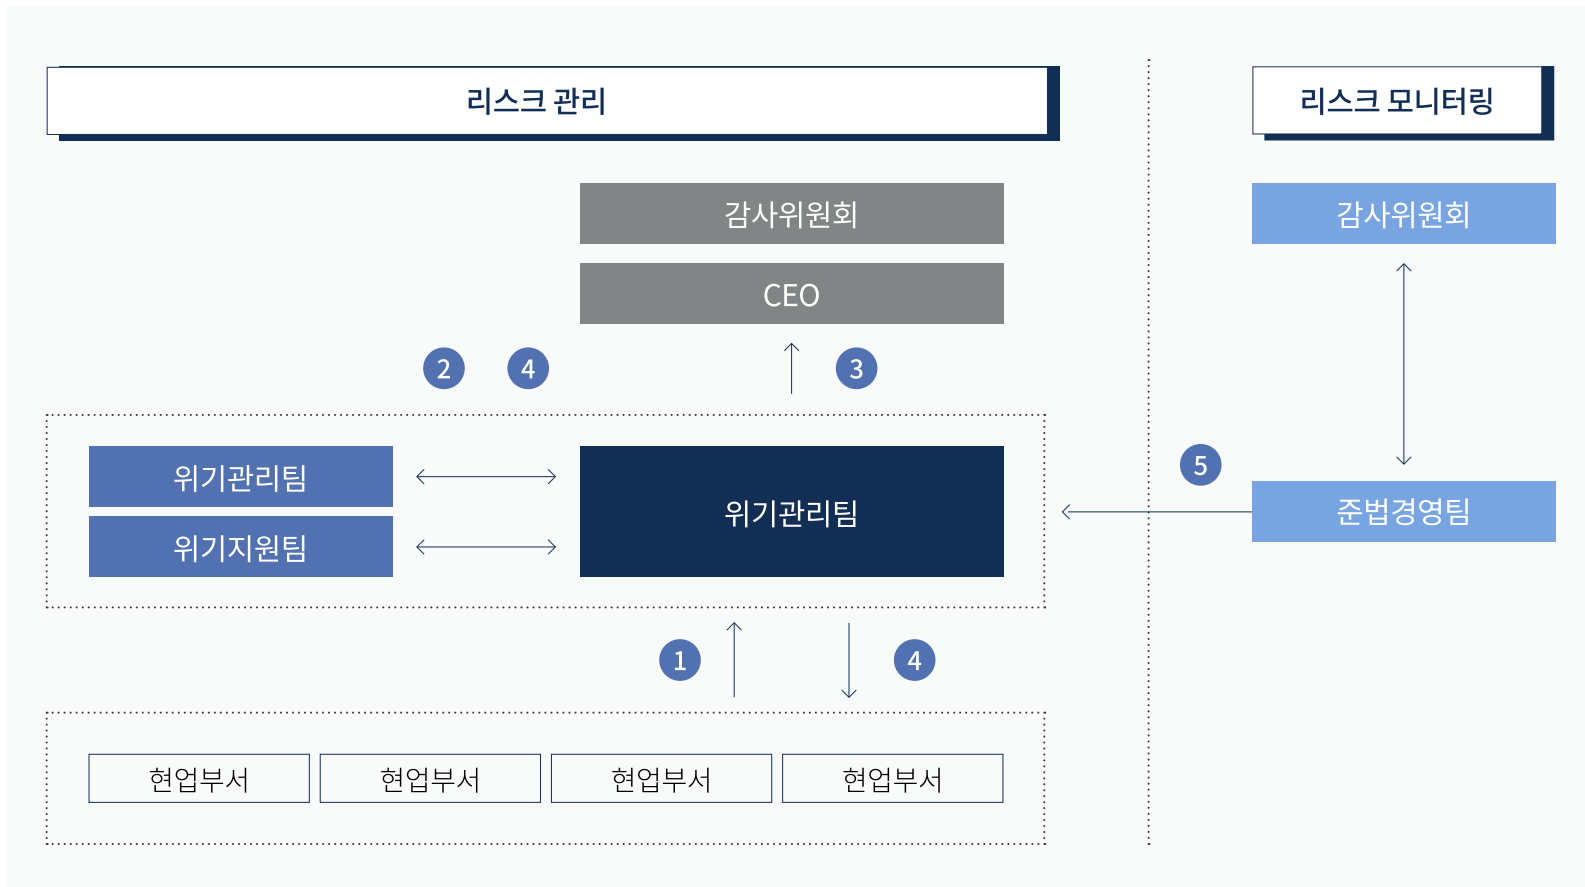 리스크 관리
리스크 모니터링
감사위원회
감사위원회
CEO
2
4
3
위기관리팀
위기지원팀
위기관리팀
5
준법경영팀
1
4
현업부서
현업부서
현업부서
현업부서